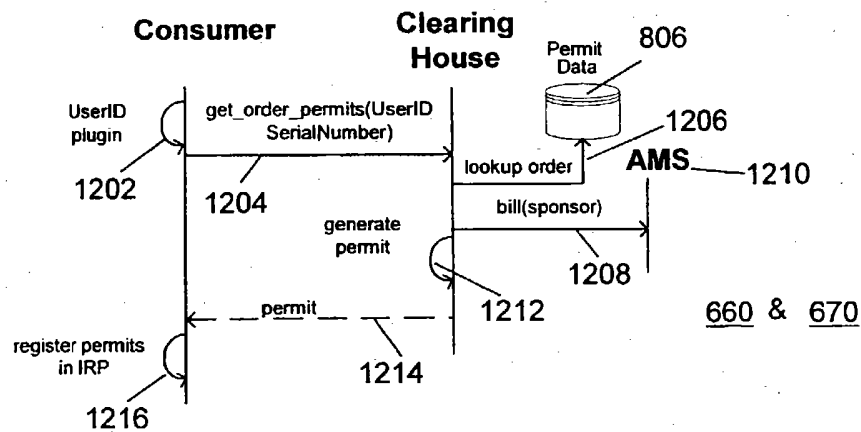 Consumer
Clearing
House
Permit
Data
806
UserID
plugin
get_order_permits(UserID
SerialNumber)
1202
1204
lookup order
1206
AMS
1210
bill(sponsor)
1208
generate
permit
1212
660 & 670
permit
1214
register permits
in IRP
1216